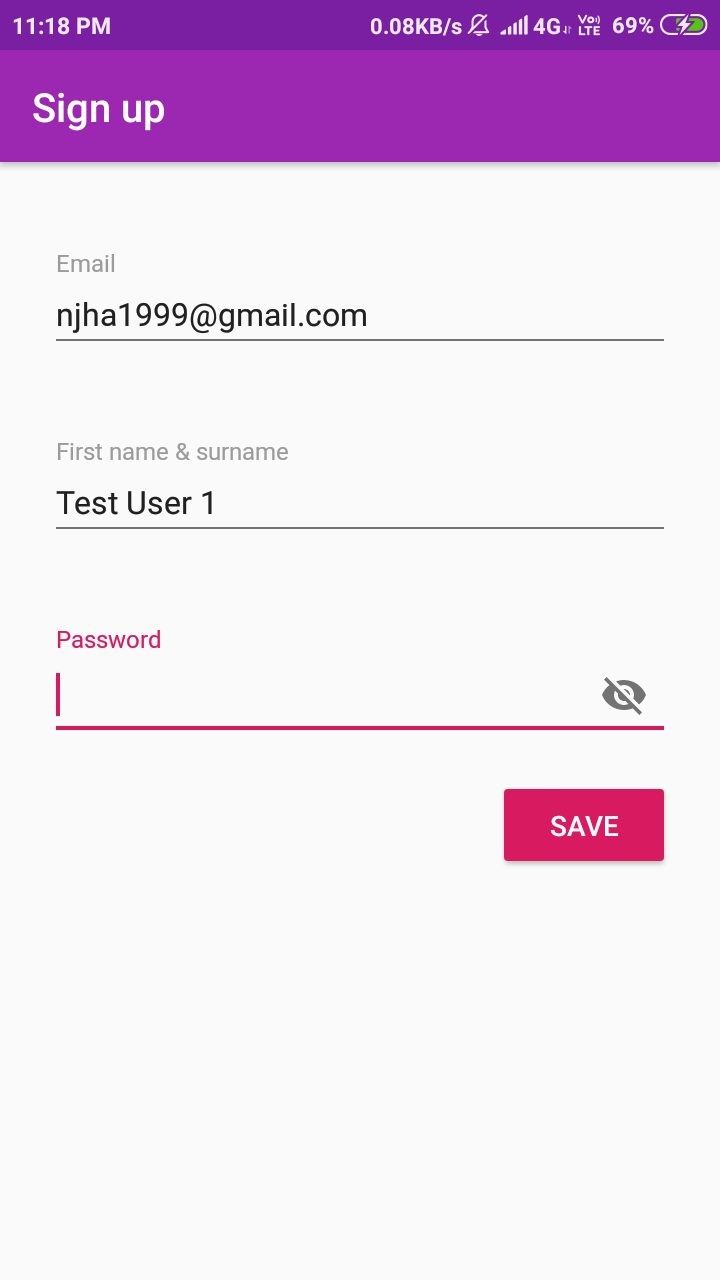 11:18 PM 0.08KB/s 4G Vo LTE 69%
Sign up
Email
njha1999@gmail.com
First name & surname
Test User 1
Password
SAVE